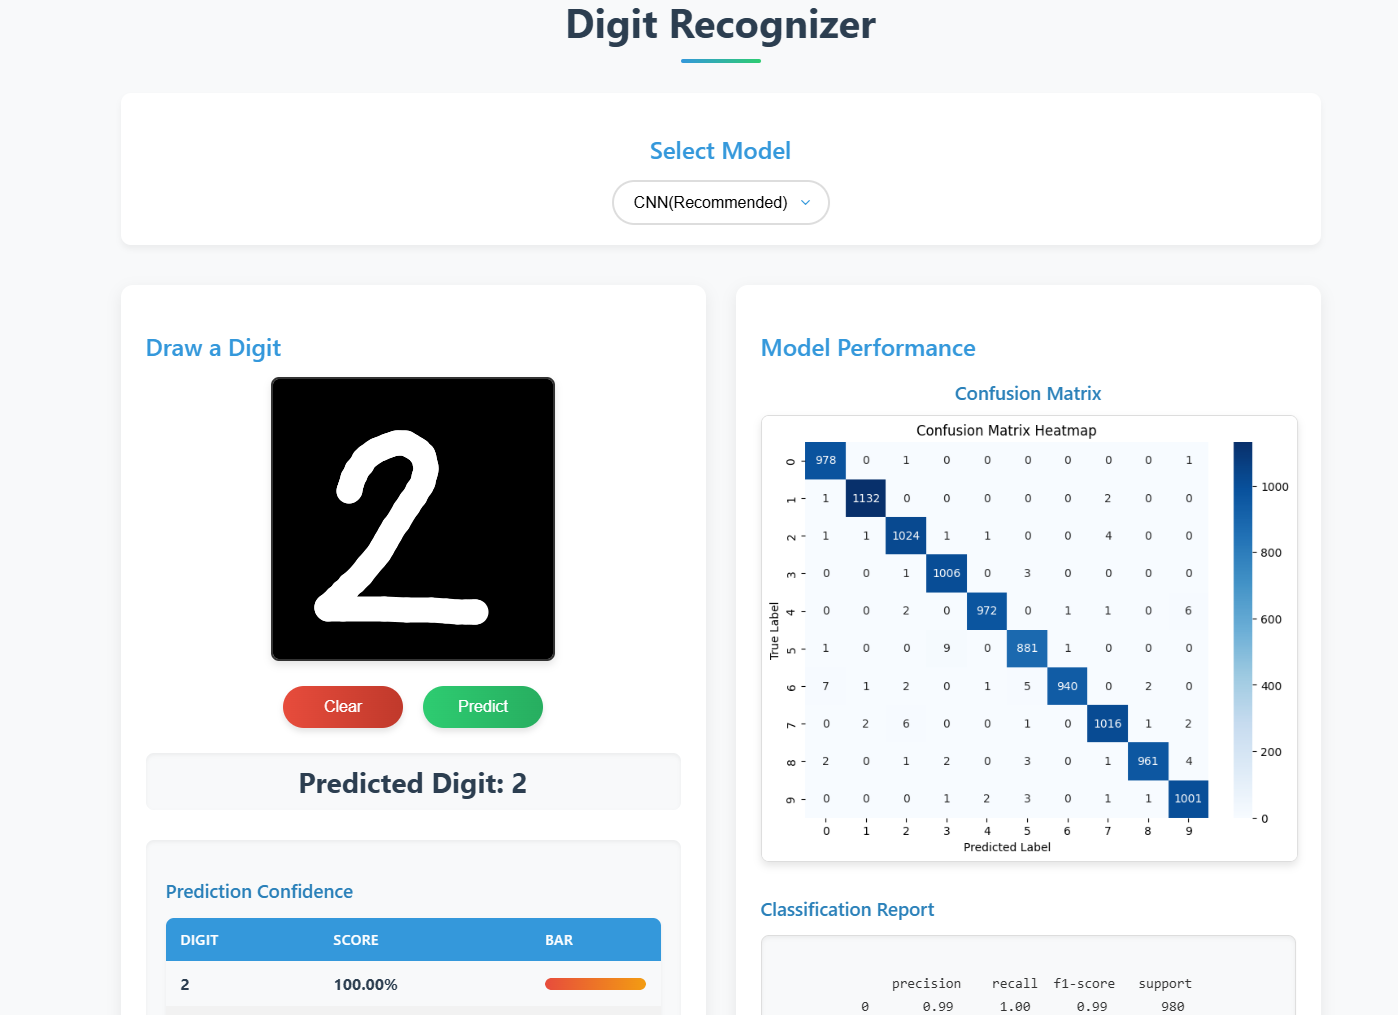 Digit Recognizer
Select Model
CNN(Recommended)
Draw a Digit
2
Clear
Predict
Predicted Digit: 2
Prediction Confidence
DIGIT SCORE BAR
2 100.00%
Model Performance
Confusion Matrix
Confusion Matrix Heatmap
True Label
0 978 0 1 0 0 0 0 0 0 1
1 1 1132 0 0 0 0 0 2 0 0
2 1 1 1024 1 1 0 0 4 0 0
3 0 0 1 1006 0 3 0 0 0 0
4 0 0 2 0 972 0 1 1 0 6
5 1 0 0 9 0 881 1 0 0 0
6 7 1 2 0 1 5 940 0 2 0
7 0 2 6 0 0 1 0 1016 1 2
8 2 0 1 2 0 3 0 1 961 4
9 0 0 0 1 2 3 0 1 1 1001
0 1 2 3 4 5 6 7 8 9
Predicted Label
1000
800
600
400
200
0
Classification Report
precision recall f1-score support
0 0.99 1.00 0.99 980